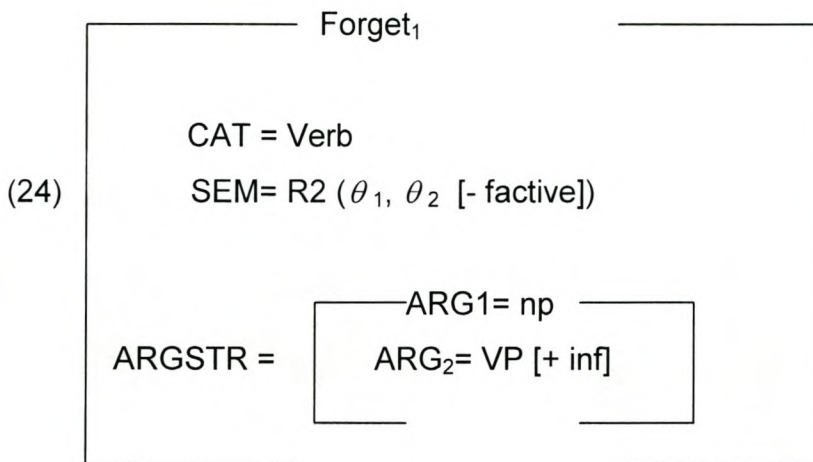 Forget₁
CAT = Verb
(24) SEM= R2 (θ₁, θ₂ [- factive])
ARG1= np
ARGSTR = ARG₂= VP [+ inf]